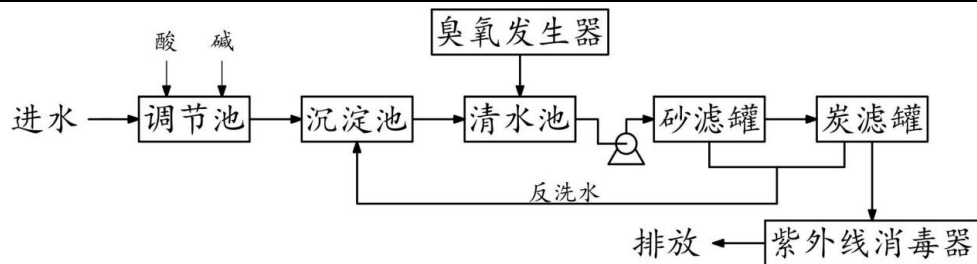 臭氧发生器
酸 碱
进水 调节池 沉淀池 清水池 砂滤罐 炭滤罐
反洗水
排放 紫外线消毒器